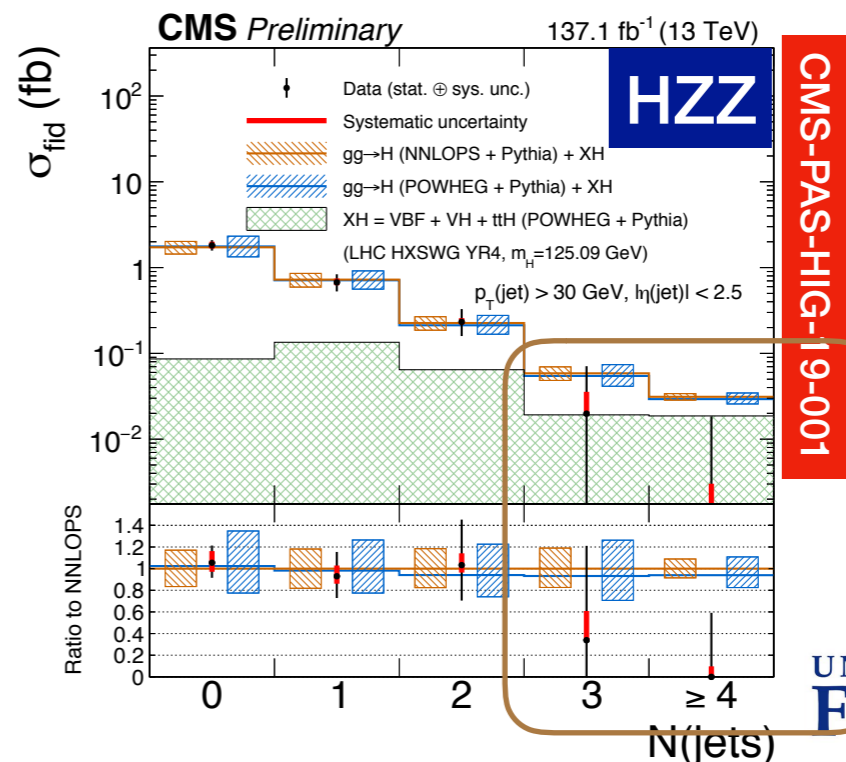 CMS Preliminary 137.1 fb⁻¹ (13 TeV)
σ_fid (fb)
HZZ
CMS-PAS-HIG-19-001
Data (stat. ⊕ sys. unc.)
Systematic uncertainty
gg→H (NNLOPS + Pythia) + XH
gg→H (POWHEG + Pythia) + XH
XH = VBF + VH + ttH (POWHEG + Pythia)
(LHC HXSWG YR4, m_H=125.09 GeV)
p_T(jet) > 30 GeV, |η(jet)| < 2.5
10²
10
1
10⁻¹
10⁻²
Ratio to NNLOPS
1.4
1.2
1
0.8
0.6
0.4
0.2
0
0 1 2 3 ≥ 4
N(jets)